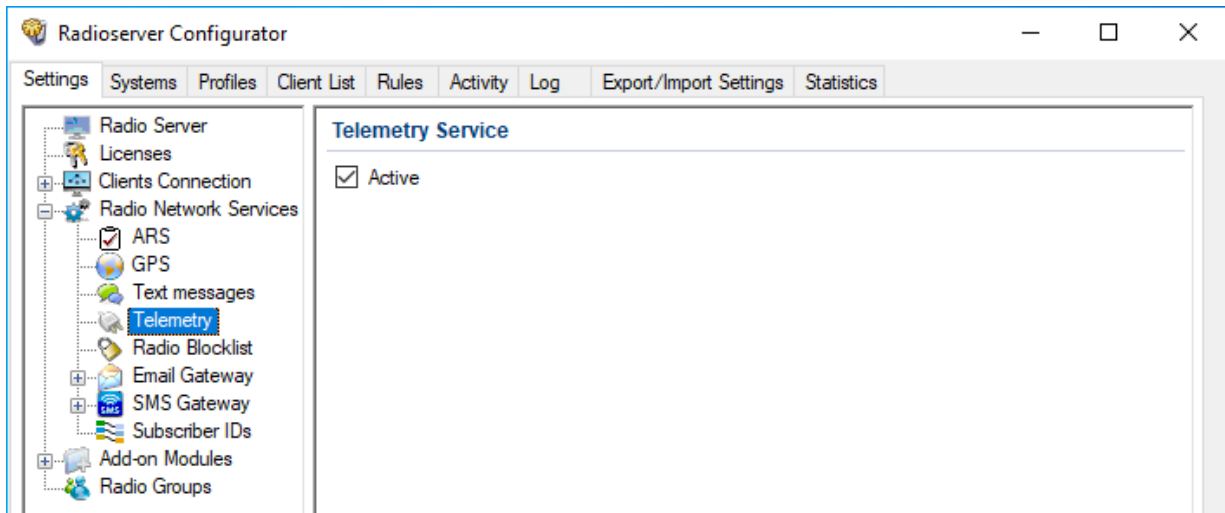 Radioserver Configurator
Settings Systems Profiles Client List Rules Activity Log Export/Import Settings Statistics
Radio Server
Licenses
Clients Connection
Radio Network Services
ARS
GPS
Text messages
Telemetry
Radio Blocklist
Email Gateway
SMS
SMS Gateway
Subscriber IDs
Add-on Modules
Radio Groups
Telemetry Service
Active